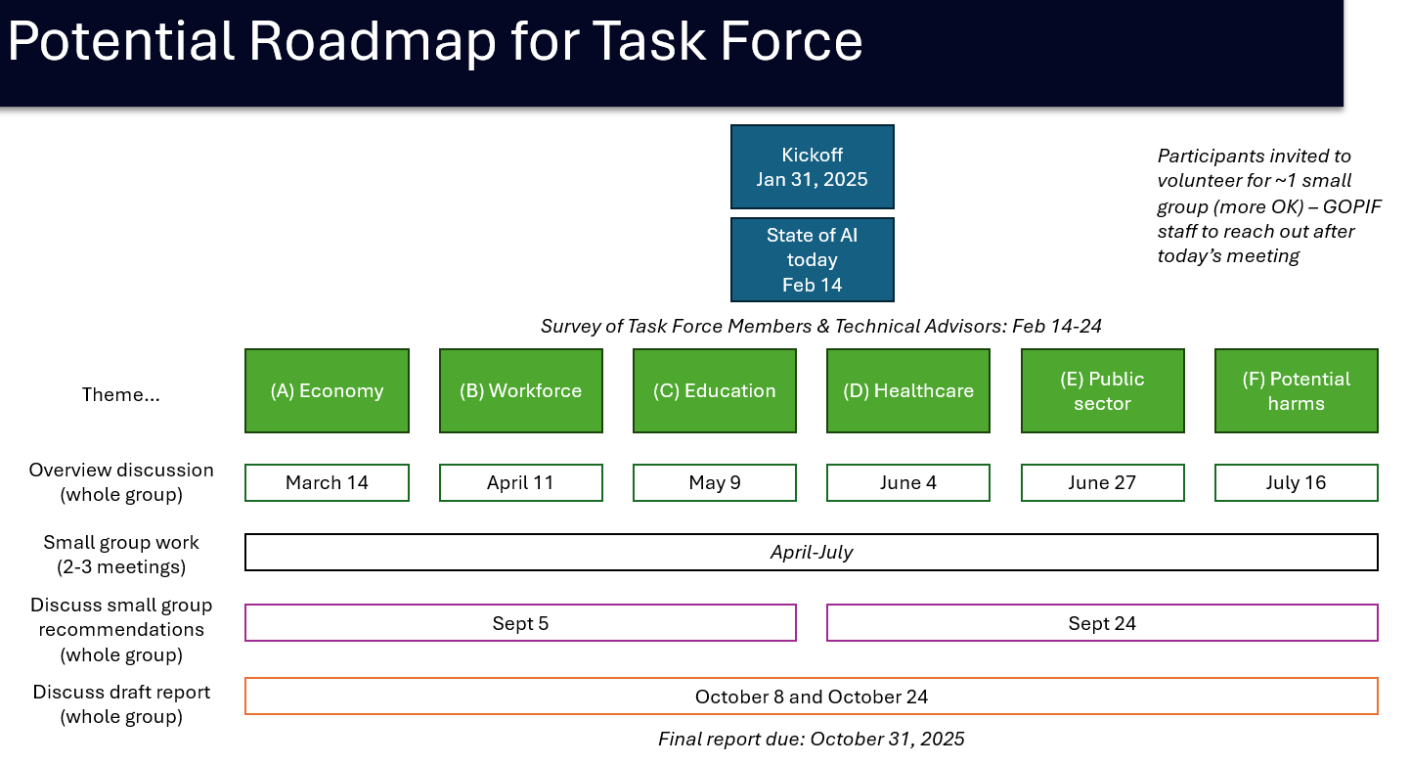 Potential Roadmap for Task Force
Kickoff
Jan 31, 2025
Participants invited to
volunteer for ~1 small
group (more OK) – GOPIF
staff to reach out after
today's meeting
State of AI
today
Feb 14
Survey of Task Force Members & Technical Advisors: Feb 14-24
Theme...
(A) Economy
(B) Workforce
(C) Education
(D) Healthcare
(E) Public
sector
(F) Potential
harms
Overview discussion
(whole group)
March 14
April 11
May 9
June 4
June 27
July 16
Small group work
(2-3 meetings)
April-July
Discuss small group
recommendations
(whole group)
Sept 5
Sept 24
Discuss draft report
(whole group)
October 8 and October 24
Final report due: October 31, 2025